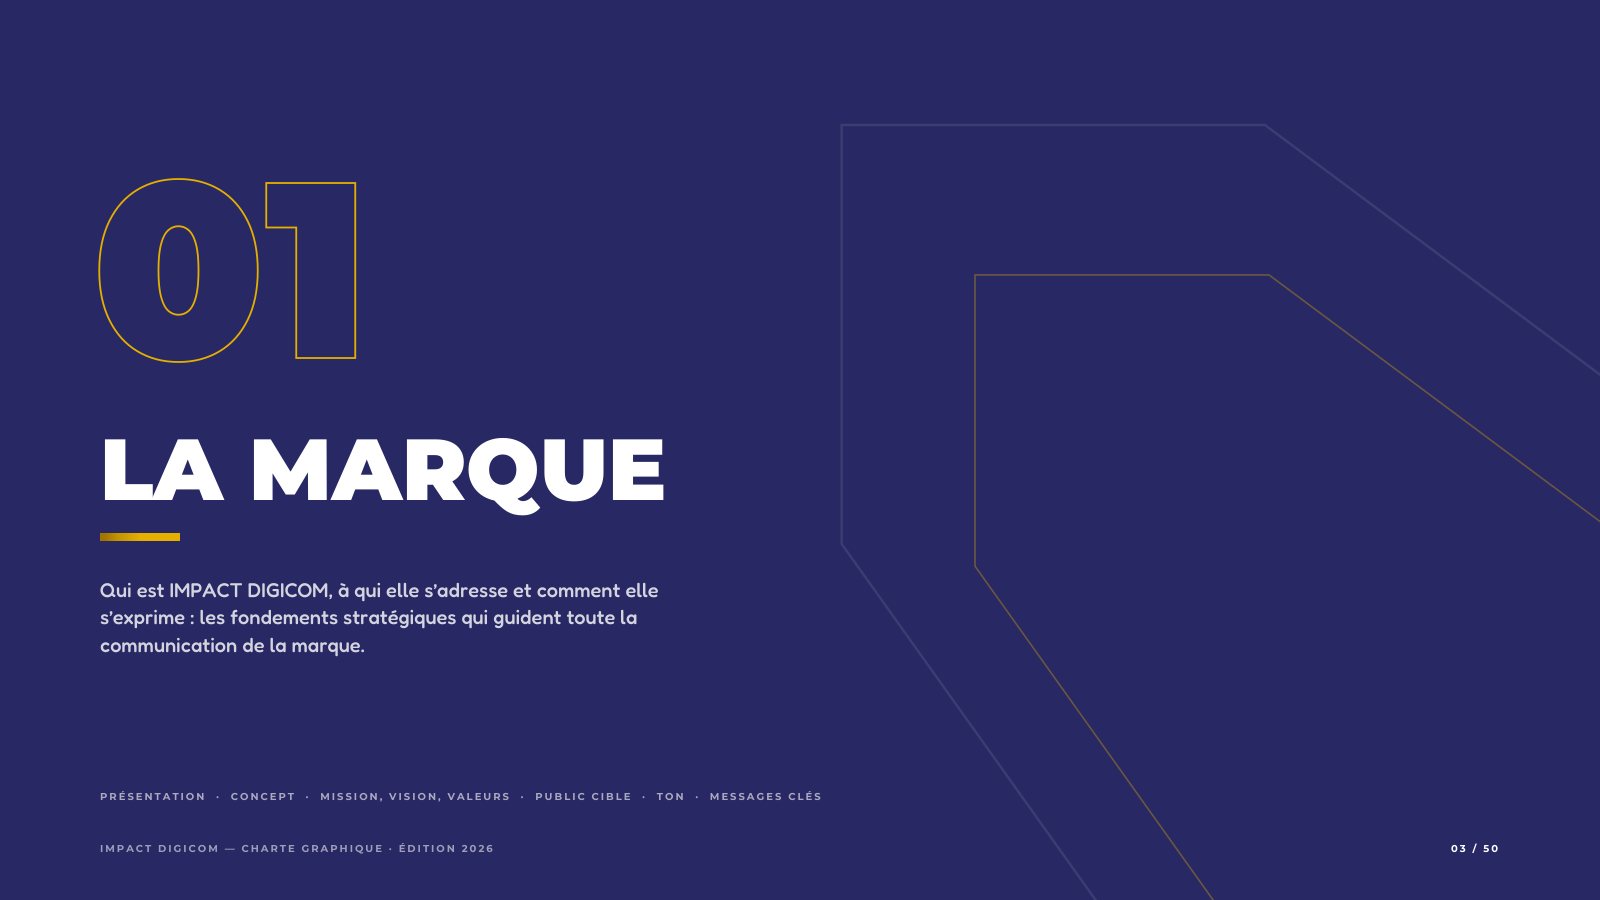 01
LA MARQUE
Qui est IMPACT DIGICOM, à qui elle s’adresse et comment elle
s’exprime : les fondements stratégiques qui guident toute la
communication de la marque.
PRÉSENTATION · CONCEPT · MISSION, VISION, VALEURS · PUBLIC CIBLE · TON · MESSAGES CLÉS
IMPACT DIGICOM — CHARTE GRAPHIQUE · ÉDITION 2026
03 / 50